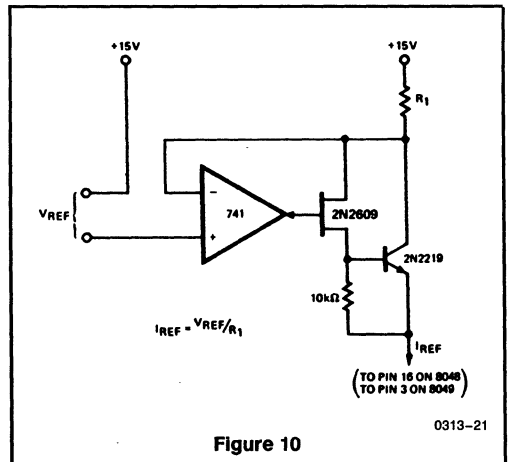 +15V
+15V
R1
VREF
−
741
+
2N2609
2N2219
10kΩ
IREF = VREF/R1
IREF
(TO PIN 16 ON 8048
TO PIN 3 ON 8049)
0313–21
Figure 10